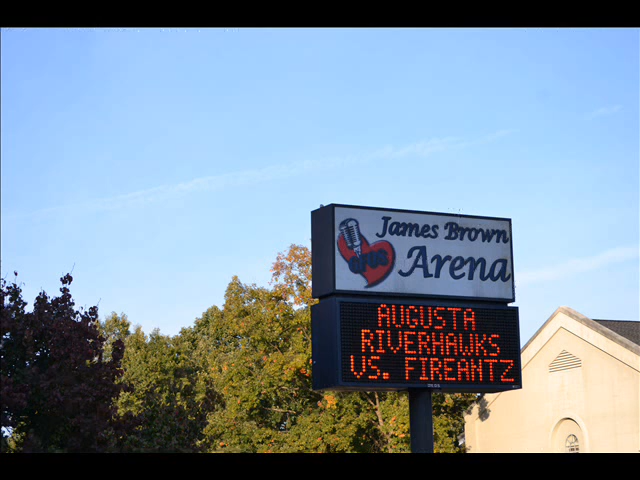 James Brown
Arena
AUGUSTA
RIVERHAWKS
VS. FIREANTZ